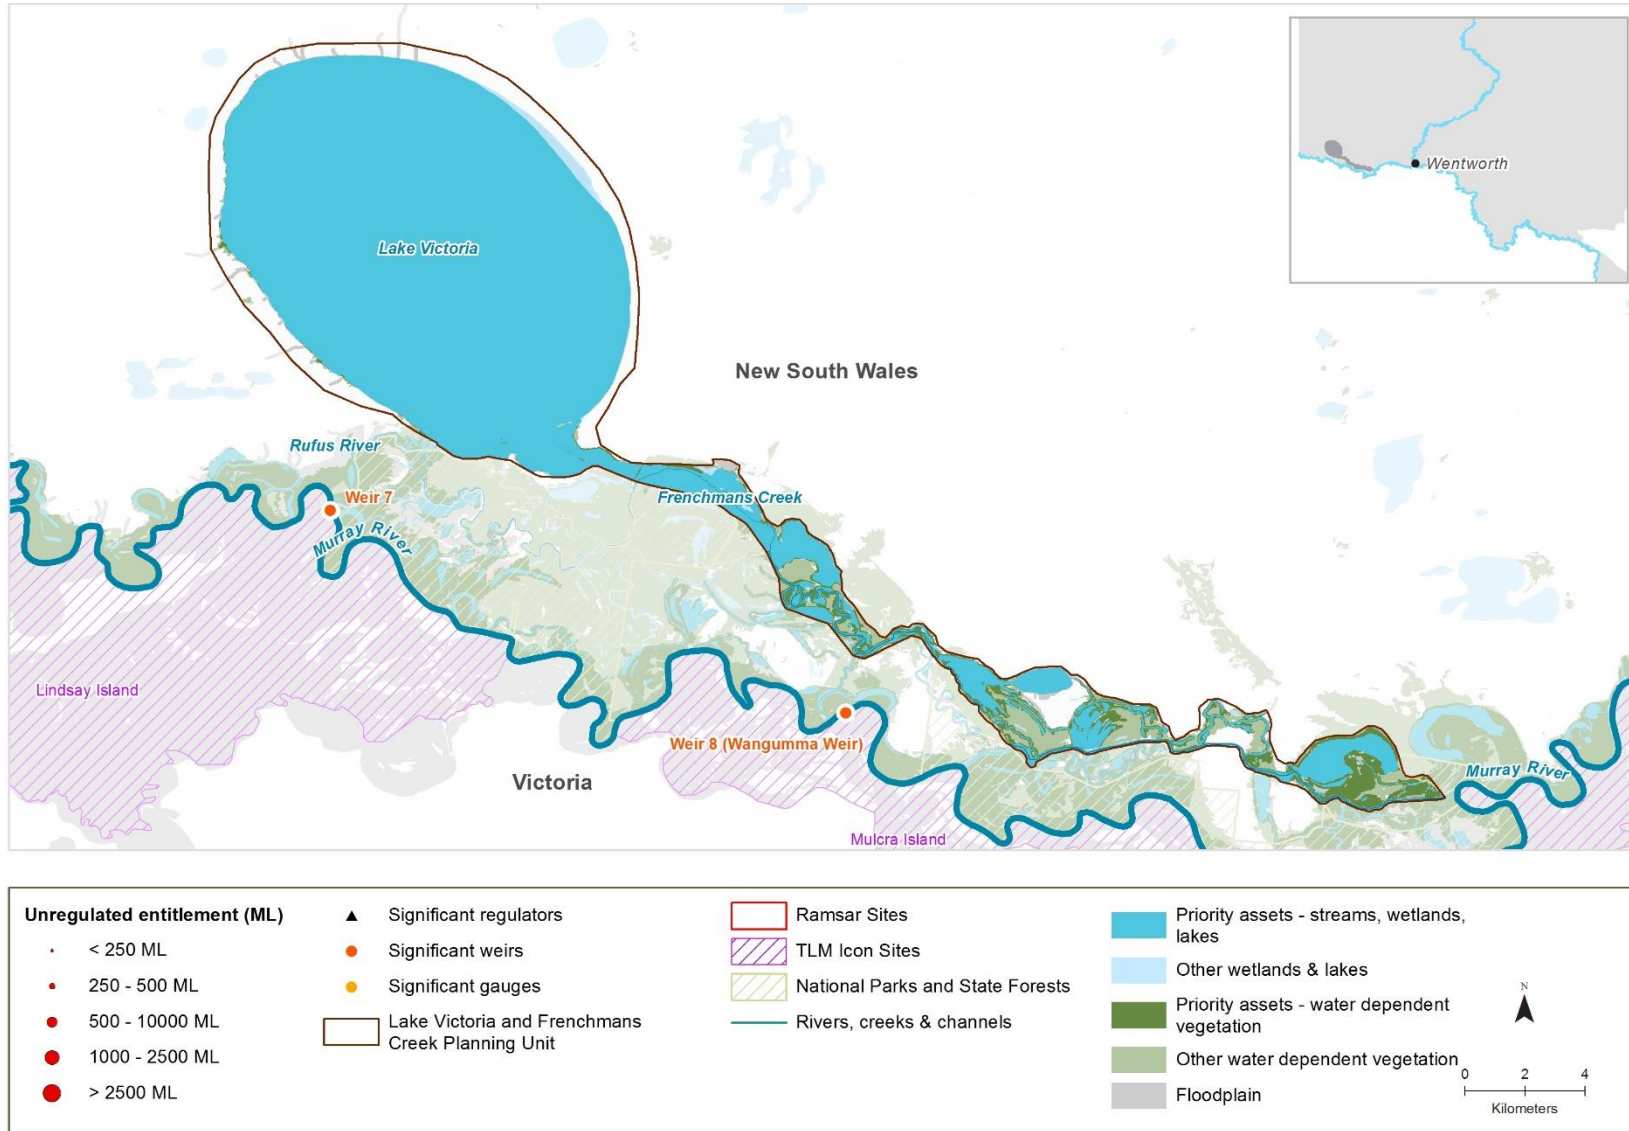 Wentworth
Lake Victoria
New South Wales
Rufus River
Weir 7
Murray River
Frenchmans Creek
Lindsay Island
Weir 8 (Wangumma Weir)
Victoria
Murray River
Mulcra Island
Unregulated entitlement (ML)
< 250 ML
250 - 500 ML
500 - 10000 ML
1000 - 2500 ML
> 2500 ML
Significant regulators
Significant weirs
Significant gauges
Lake Victoria and Frenchmans
Creek Planning Unit
Ramsar Sites
TLM Icon Sites
National Parks and State Forests
Rivers, creeks & channels
Priority assets - streams, wetlands,
lakes
Other wetlands & lakes
Priority assets - water dependent
vegetation
Other water dependent vegetation
Floodplain
N
0 2 4
Kilometers